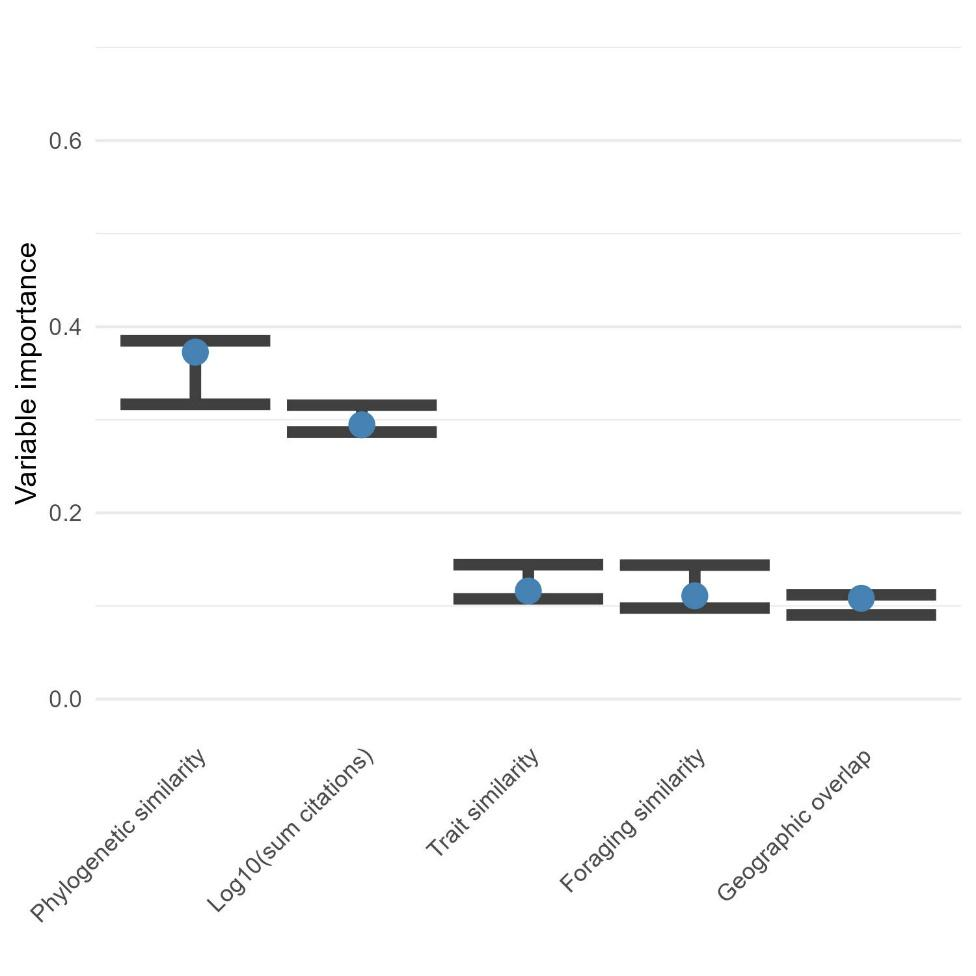 Variable importance
0.6
0.4
0.2
0.0
Phylogenetic similarity
Log10(sum citations)
Trait similarity
Foraging similarity
Geographic overlap